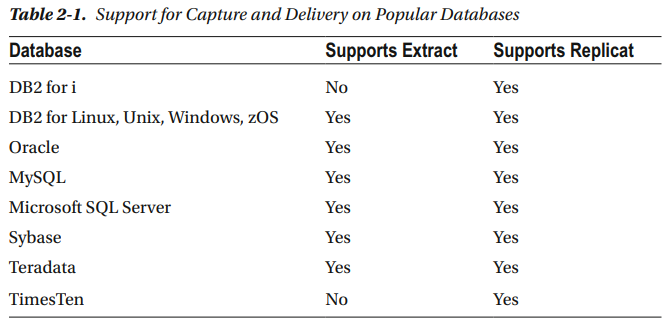 Table 2-1. Support for Capture and Delivery on Popular Databases
Database Supports Extract Supports Replicat
DB2 for i No Yes
DB2 for Linux, Unix, Windows, zOS Yes Yes
Oracle Yes Yes
MySQL Yes Yes
Microsoft SQL Server Yes Yes
Sybase Yes Yes
Teradata Yes Yes
TimesTen No Yes